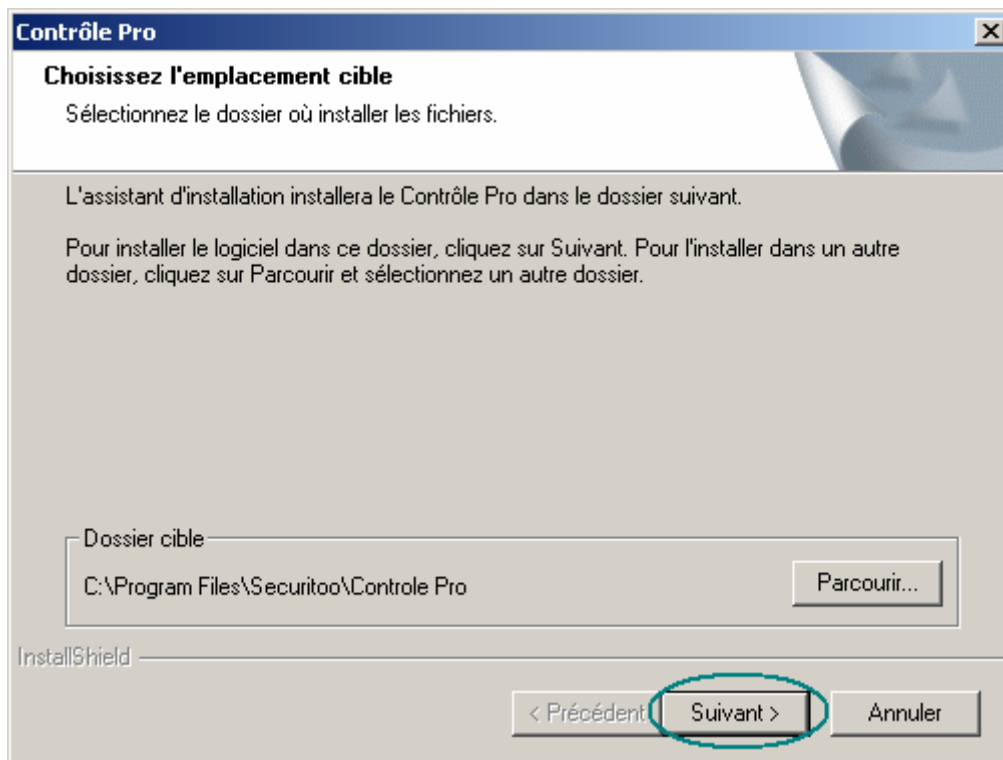 Contrôle Pro
Choisissez l'emplacement cible
Sélectionnez le dossier où installer les fichiers.
L'assistant d'installation installera le Contrôle Pro dans le dossier suivant.
Pour installer le logiciel dans ce dossier, cliquez sur Suivant. Pour l'installer dans un autre
dossier, cliquez sur Parcourir et sélectionnez un autre dossier.
Dossier cible
C:\Program Files\Securitoo\Controle Pro
Parcourir...
InstallShield
< Précédent
Suivant >
Annuler